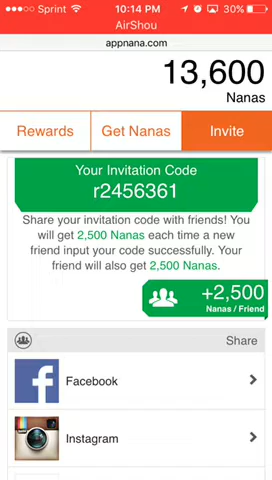 Sprint 10:14 PM 30%
AirShou
appnana.com
13,600
Nanas
Rewards Get Nanas Invite
Your Invitation Code
r2456361
Share your invitation code with friends! You
will get 2,500 Nanas each time a new
friend input your code successfully. Your
friend will also get 2,500 Nanas.
+2,500
Nanas / Friend
Share
Facebook
Instagram